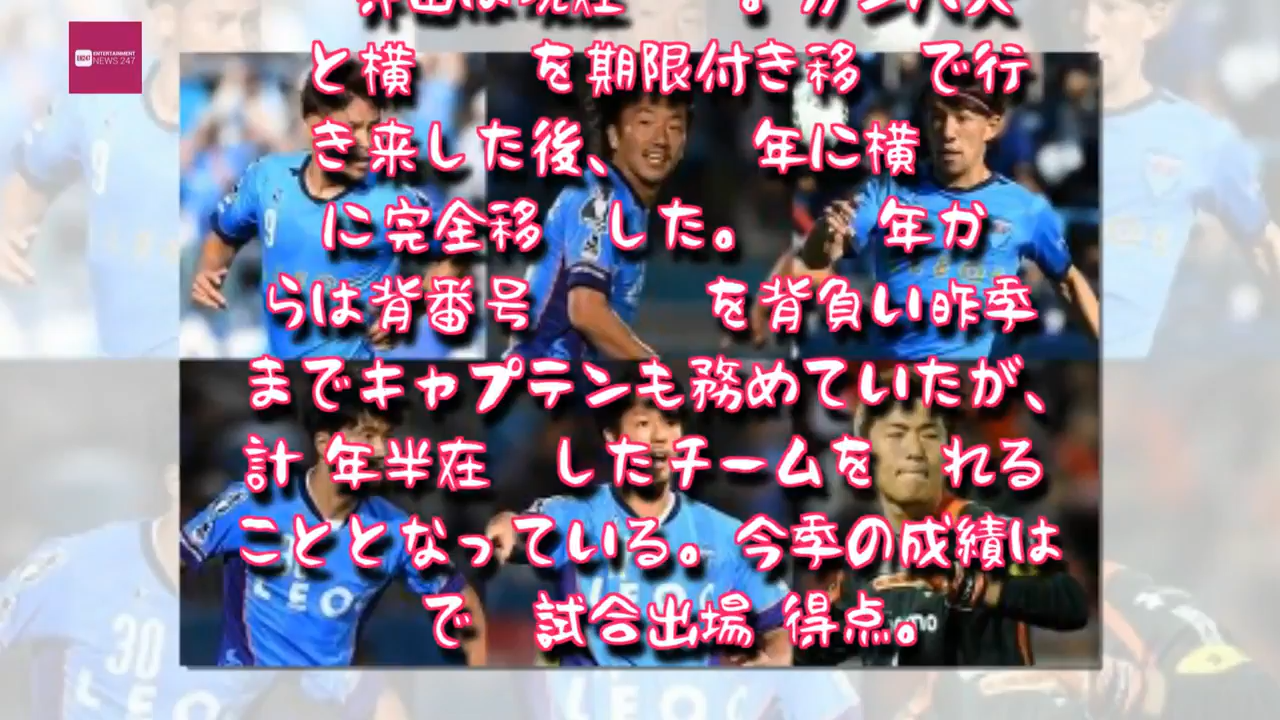 ENTERTAINMENT
NEWS 247
と横 を期限付き移 で行
き来した後、 年に横
に完全移 した。 年か
らは背番号 を背負い昨季
までキャプテンも務めていたが、
計 年半在 したチームを れる
こととなっている。今季の成績は
で 試合出場 得点。
9
LEOC
30